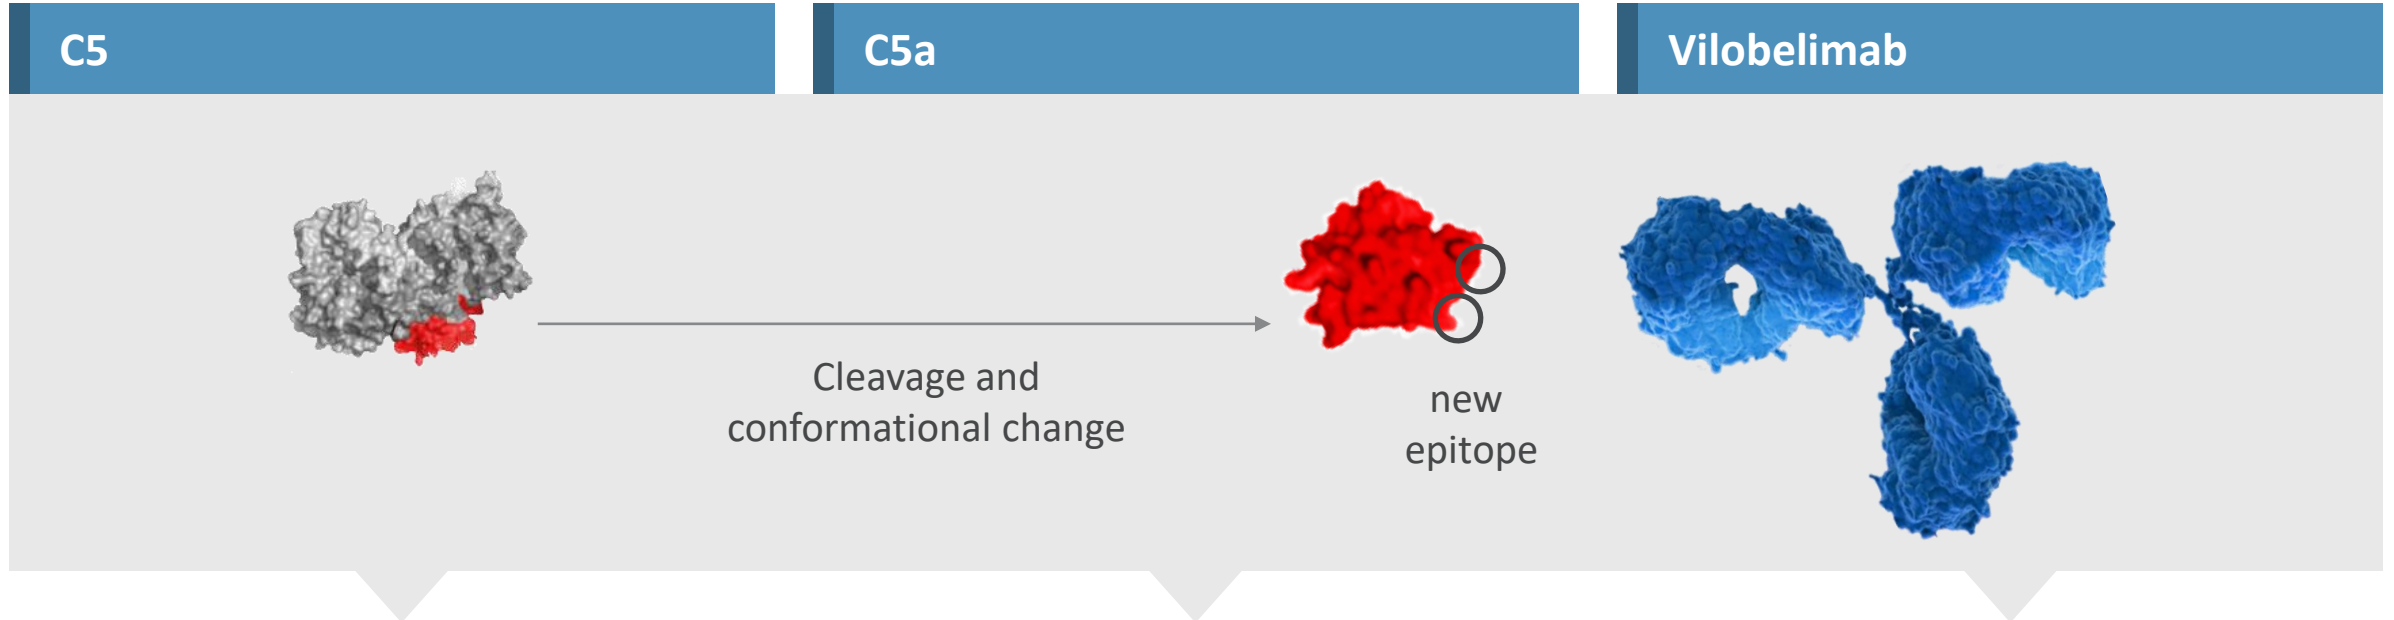 C5
C5a
Vilobelimab
Cleavage and
conformational change
new
epitope